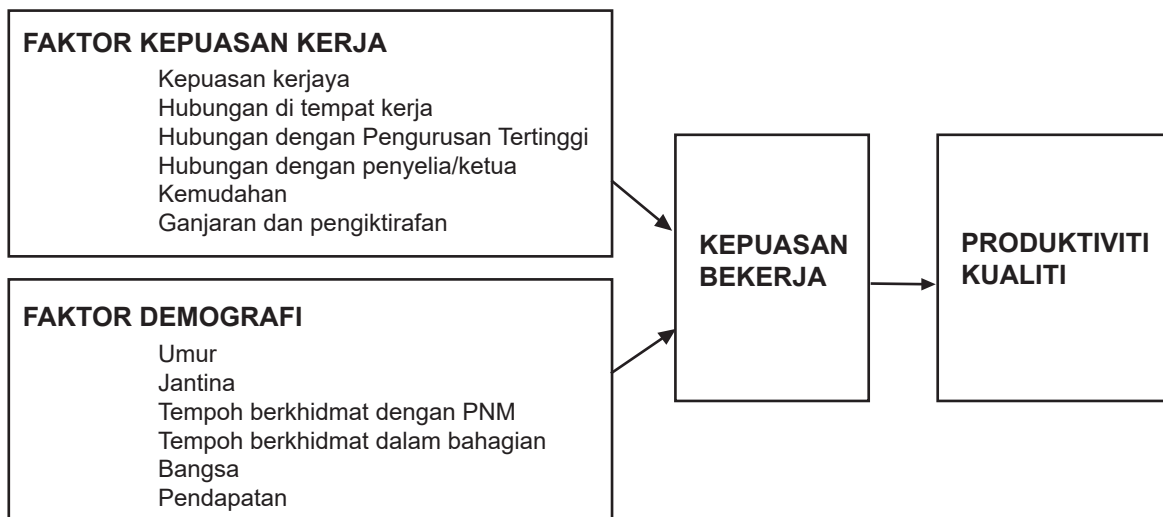 FAKTOR KEPUASAN KERJA
Kepuasan kerjaya
Hubungan di tempat kerja
Hubungan dengan Pengurusan Tertinggi
Hubungan dengan penyelia/ketua
Kemudahan
Ganjaran dan pengiktirafan
FAKTOR DEMOGRAFI
Umur
Jantina
Tempoh berkhidmat dengan PNM
Tempoh berkhidmat dalam bahagian
Bangsa
Pendapatan
KEPUASAN
BEKERJA
PRODUKTIVITI
KUALITI